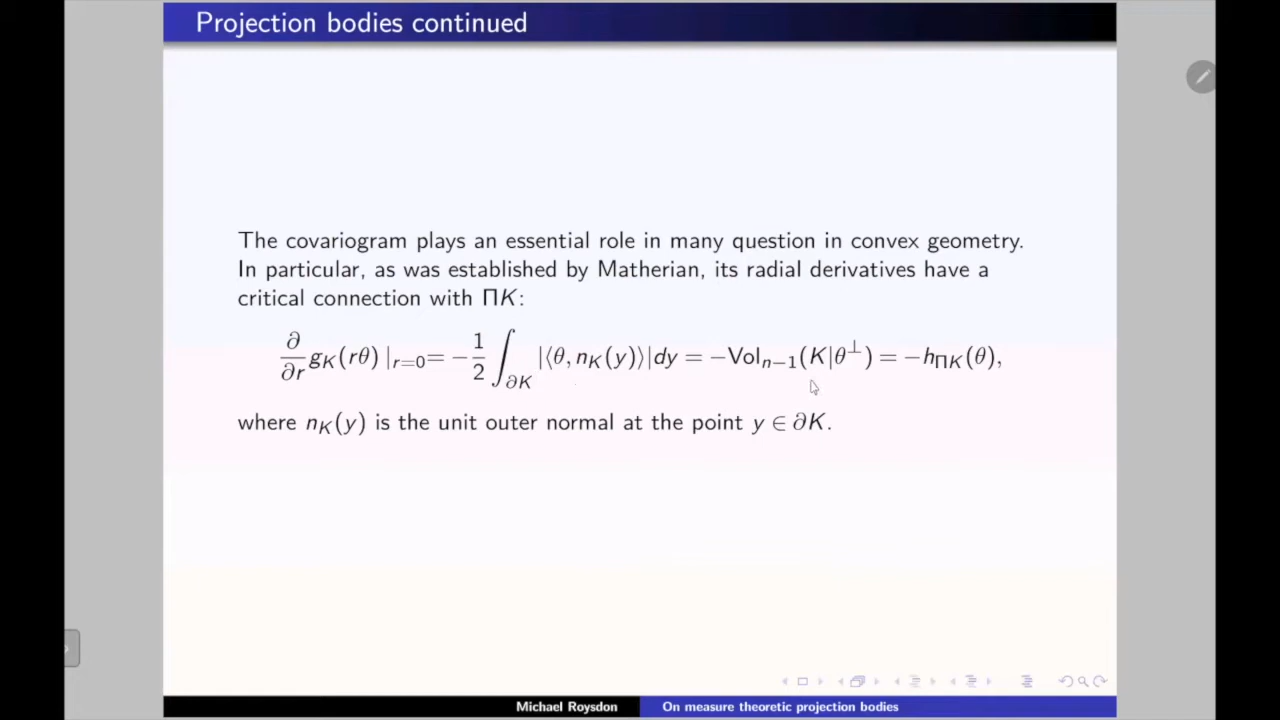 Projection bodies continued
The covariogram plays an essential role in many question in convex geometry.
In particular, as was established by Matherian, its radial derivatives have a
critical connection with ΠK:
∂/∂r g_K(rθ) |_{r=0} = −1/2 ∫_{∂K} |⟨θ, n_K(y)⟩|dy = −Vol_{n−1}(K|θ^⊥) = −h_{ΠK}(θ),
where n_K(y) is the unit outer normal at the point y ∈ ∂K.
Michael Roysdon On measure theoretic projection bodies